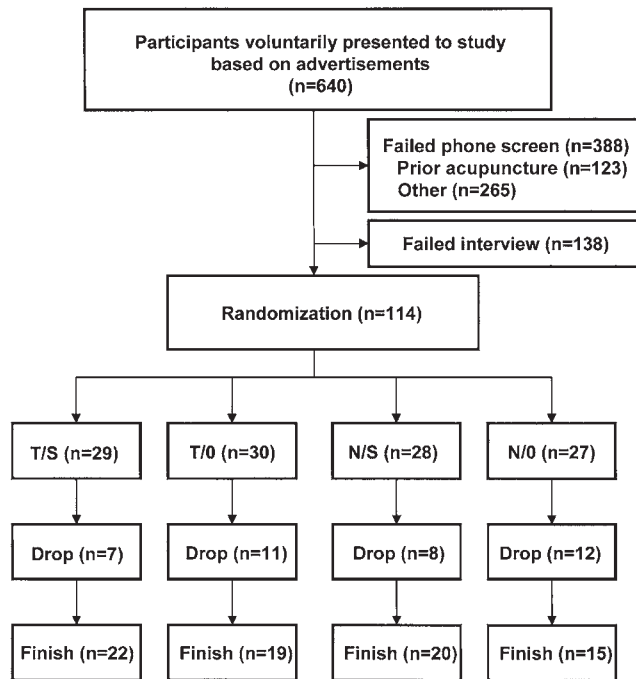 Participants voluntarily presented to study
based on advertisements
(n=640)
Failed phone screen (n=388)
Prior acupuncture (n=123)
Other (n=265)
Failed interview (n=138)
Randomization (n=114)
T/S (n=29)
T/0 (n=30)
N/S (n=28)
N/0 (n=27)
Drop (n=7)
Drop (n=11)
Drop (n=8)
Drop (n=12)
Finish (n=22)
Finish (n=19)
Finish (n=20)
Finish (n=15)